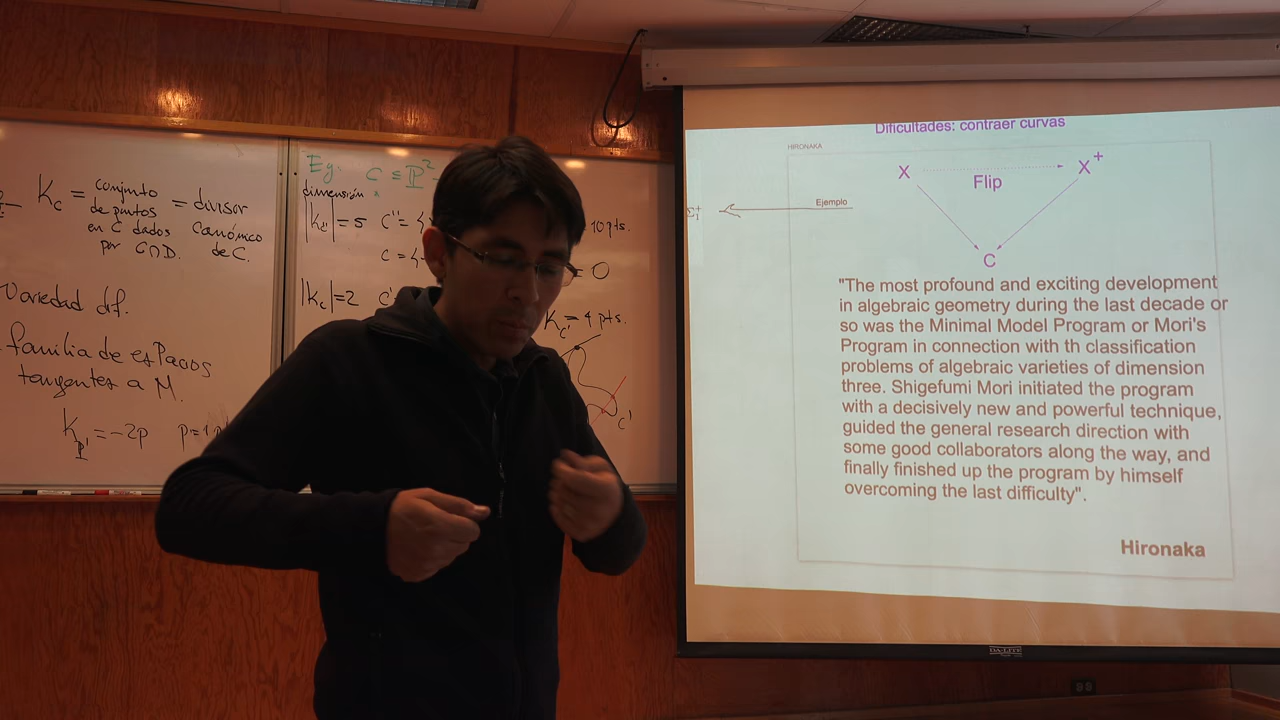 K_C = conjunto de puntos en C dados por C∩D. = divisor canónico de C.
Variedad dif.
familia de espacios
tangentes a M.
K_P¹ = -2p
Eg: C ⊆ P²
dimensión
=5 C'' =
C =
10 pts.
= 0
|K_C|=2
K_C' = 4 pts.
C'
Dificultades: contraer curvas
HIRONAKA
X Flip X+
Ejemplo
C
"The most profound and exciting development
in algebraic geometry during the last decade or
so was the Minimal Model Program or Mori's
Program in connection with th classification
problems of algebraic varieties of dimension
three. Shigefumi Mori initiated the program
with a decisively new and powerful technique,
guided the general research direction with
some good collaborators along the way, and
finally finished up the program by himself
overcoming the last difficulty".
Hironaka
DA-LITE